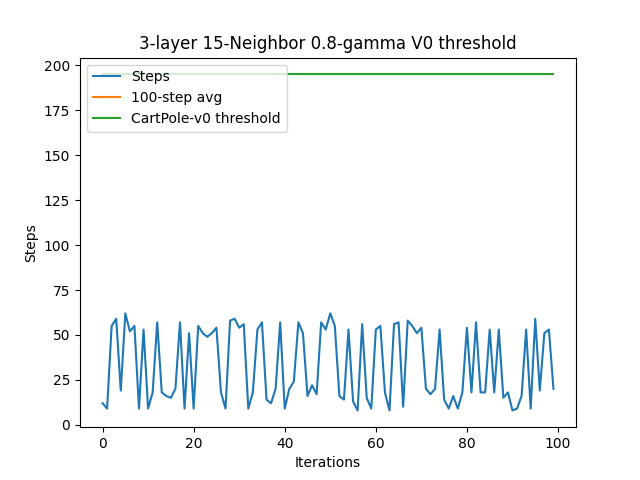 3-layer 15-Neighbor 0.8-gamma V0 threshold
200
175
150
125
100
75
50
25
0
Steps
Steps
100-step avg
CartPole-v0 threshold
0
20
40
60
80
100
Iterations